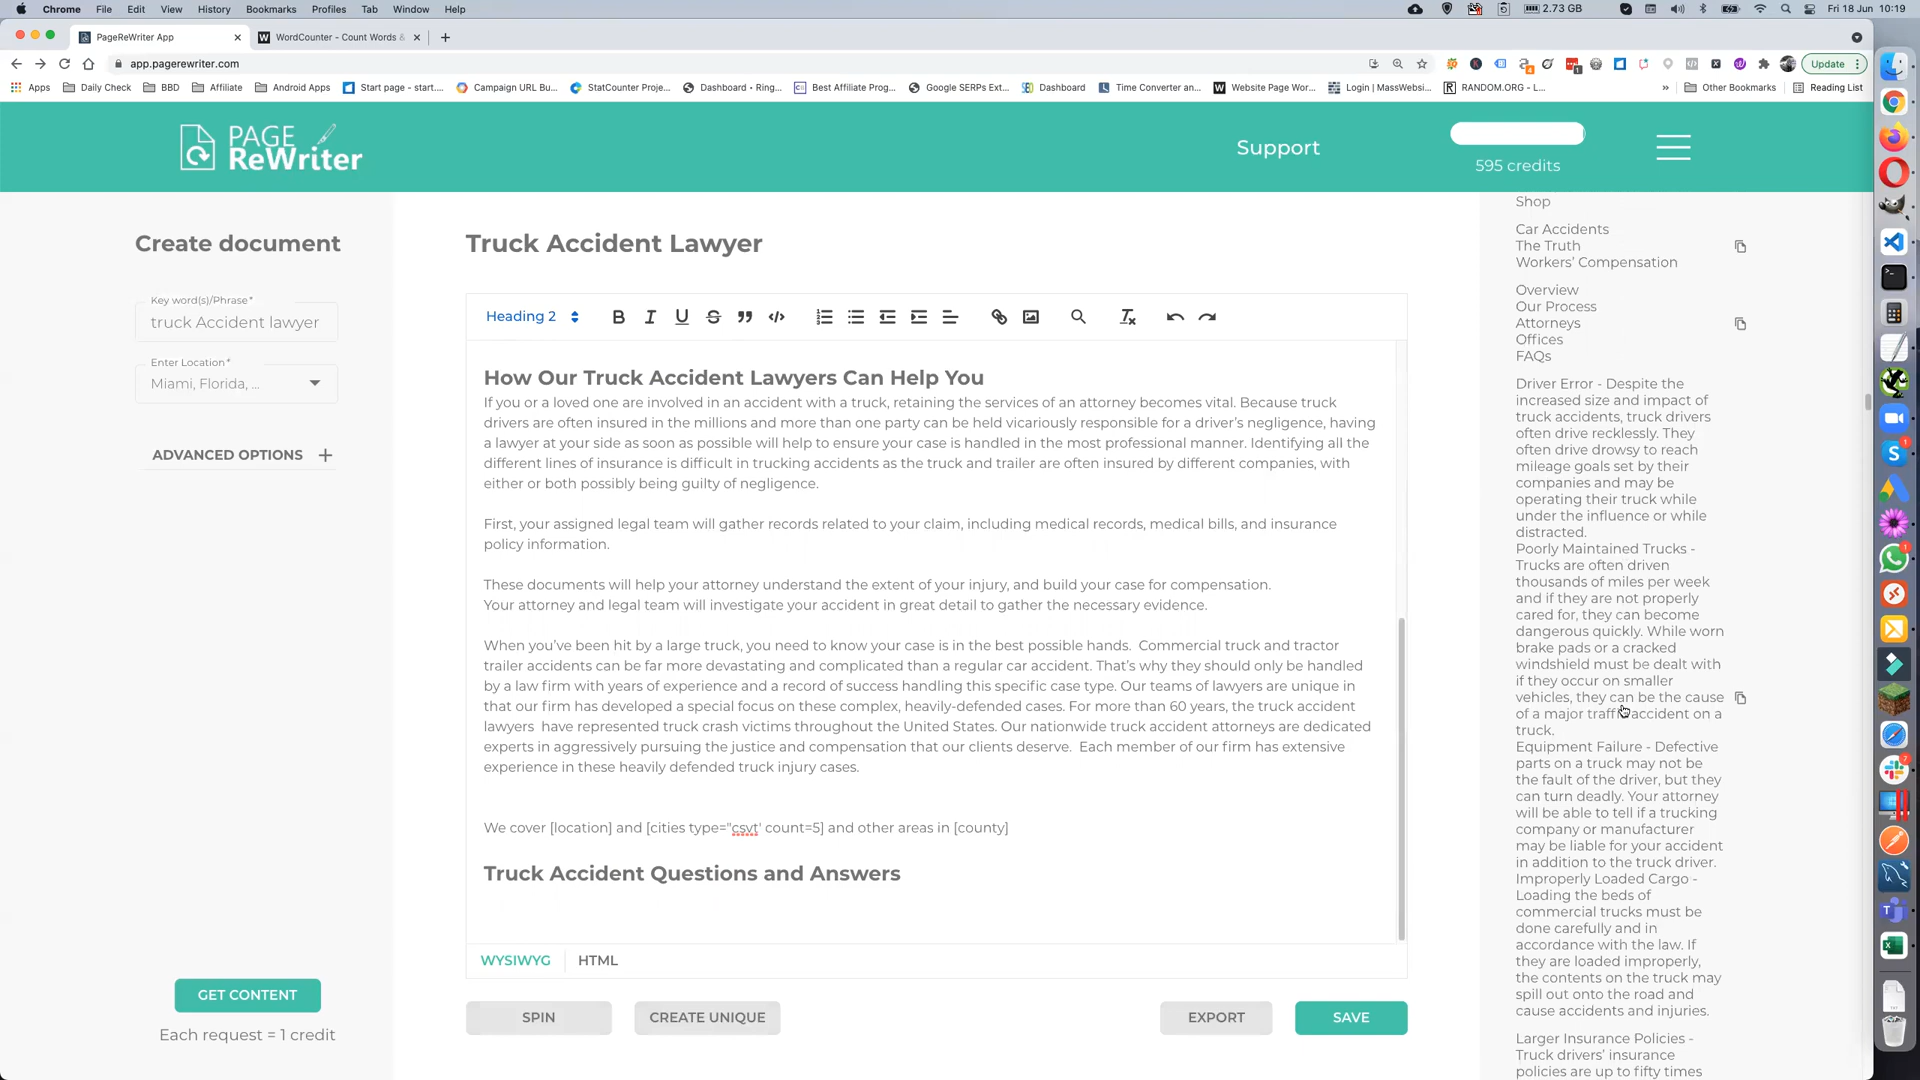 Chrome File Edit View History Bookmarks Profiles Tab Window Help 2.73 GB Fri 18 Jun 10:19
PageReWriter App WordCounter - Count Words &
app.pagerewriter.com Update
Apps Daily Check BBD Affiliate Android Apps Start page - start.... Campaign URL Bu... StatCounter Proje... Dashboard • Ring... Best Affiliate Prog... Google SERPs Ext... Dashboard Time Converter an... Website Page Wor... Login | MassWebsi... RANDOM.ORG - L... » Other Bookmarks Reading List
PAGE
ReWriter
Support
595 credits
Create document
Key word(s)/Phrase*
truck Accident lawyer
Enter Location*
Miami, Florida, ...
ADVANCED OPTIONS +
GET CONTENT
Each request = 1 credit
Truck Accident Lawyer
Heading 2
How Our Truck Accident Lawyers Can Help You
If you or a loved one are involved in an accident with a truck, retaining the services of an attorney becomes vital. Because truck
drivers are often insured in the millions and more than one party can be held vicariously responsible for a driver's negligence, having
a lawyer at your side as soon as possible will help to ensure your case is handled in the most professional manner. Identifying all the
different lines of insurance is difficult in trucking accidents as the truck and trailer are often insured by different companies, with
either or both possibly being guilty of negligence.
First, your assigned legal team will gather records related to your claim, including medical records, medical bills, and insurance
policy information.
These documents will help your attorney understand the extent of your injury, and build your case for compensation.
Your attorney and legal team will investigate your accident in great detail to gather the necessary evidence.
When you've been hit by a large truck, you need to know your case is in the best possible hands. Commercial truck and tractor
trailer accidents can be far more devastating and complicated than a regular car accident. That's why they should only be handled
by a law firm with years of experience and a record of success handling this specific case type. Our teams of lawyers are unique in
that our firm has developed a special focus on these complex, heavily-defended cases. For more than 60 years, the truck accident
lawyers have represented truck crash victims throughout the United States. Our nationwide truck accident attorneys are dedicated
experts in aggressively pursuing the justice and compensation that our clients deserve. Each member of our firm has extensive
experience in these heavily defended truck injury cases.
We cover [location] and [cities type="csvt' count=5] and other areas in [county]
Truck Accident Questions and Answers
WYSIWYG HTML
SPIN CREATE UNIQUE EXPORT SAVE
Shop
Car Accidents
The Truth
Workers' Compensation
Overview
Our Process
Attorneys
Offices
FAQs
Driver Error - Despite the
increased size and impact of
truck accidents, truck drivers
often drive recklessly. They
often drive drowsy to reach
mileage goals set by their
companies and may be
operating their truck while
under the influence or while
distracted.
Poorly Maintained Trucks -
Trucks are often driven
thousands of miles per week
and if they are not properly
cared for, they can become
dangerous quickly. While worn
brake pads or a cracked
windshield must be dealt with
if they occur on smaller
vehicles, they can be the cause
of a major traffic accident on a
truck.
Equipment Failure - Defective
parts on a truck may not be
the fault of the driver, but they
can turn deadly. Your attorney
will be able to tell if a trucking
company or manufacturer
may be liable for your accident
in addition to the truck driver.
Improperly Loaded Cargo -
Loading the beds of
commercial trucks must be
done carefully and in
accordance with the law. If
they are loaded improperly,
the contents on the truck may
spill out onto the road and
cause accidents and injuries.
Larger Insurance Policies -
Truck drivers' insurance
policies are up to fifty times